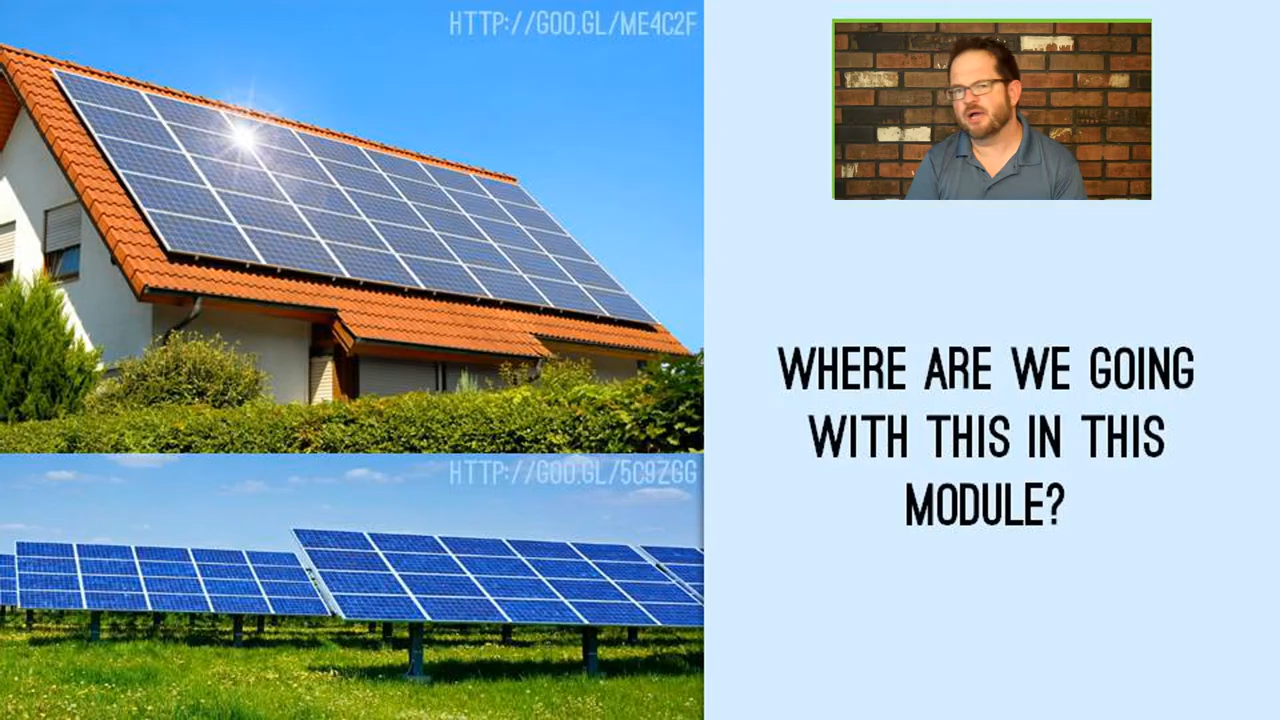 HTTP://GOO.GL/ME4C2F
HTTP://GOO.GL/5C9ZGG
WHERE ARE WE GOING
WITH THIS IN THIS
MODULE?